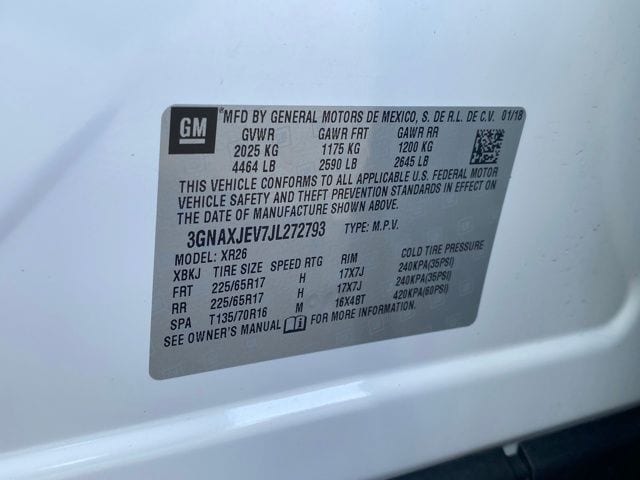 GM
MFD BY GENERAL MOTORS DE MEXICO, S. DE R.L. DE C.V. 01/18
GVWR GAWR FRT GAWR RR
2025 KG 1175 KG 1200 KG
4464 LB 2590 LB 2645 LB
THIS VEHICLE CONFORMS TO ALL APPLICABLE U.S. FEDERAL MOTOR
VEHICLE SAFETY AND THEFT PREVENTION STANDARDS IN EFFECT ON
THE DATE OF MANUFACTURE SHOWN ABOVE.
3GNAXJEV7JL272793 TYPE: M.P.V.
MODEL: XR26
XBKJ TIRE SIZE SPEED RTG RIM COLD TIRE PRESSURE
FRT 225/65R17 H 17X7J 240KPA(35PSI)
RR 225/65R17 H 17X7J 240KPA(35PSI)
SPA T135/70R16 M 16X4BT 420KPA(60PSI)
SEE OWNER'S MANUAL FOR MORE INFORMATION.